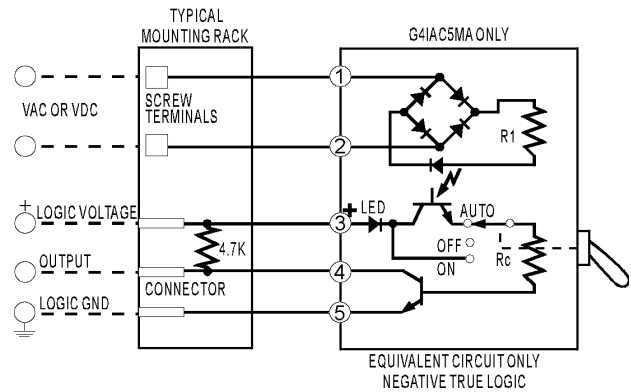 TYPICAL
MOUNTING RACK
G4IAC5MA ONLY
1
SCREW
TERMINALS
VAC OR VDC
R1
2
+
LOGIC VOLTAGE
3
+
LED
AUTO
4.7K
OFF
ON
Rc
OUTPUT
CONNECTOR
4
LOGIC GND
5
EQUIVALENT CIRCUIT ONLY
NEGATIVE TRUE LOGIC